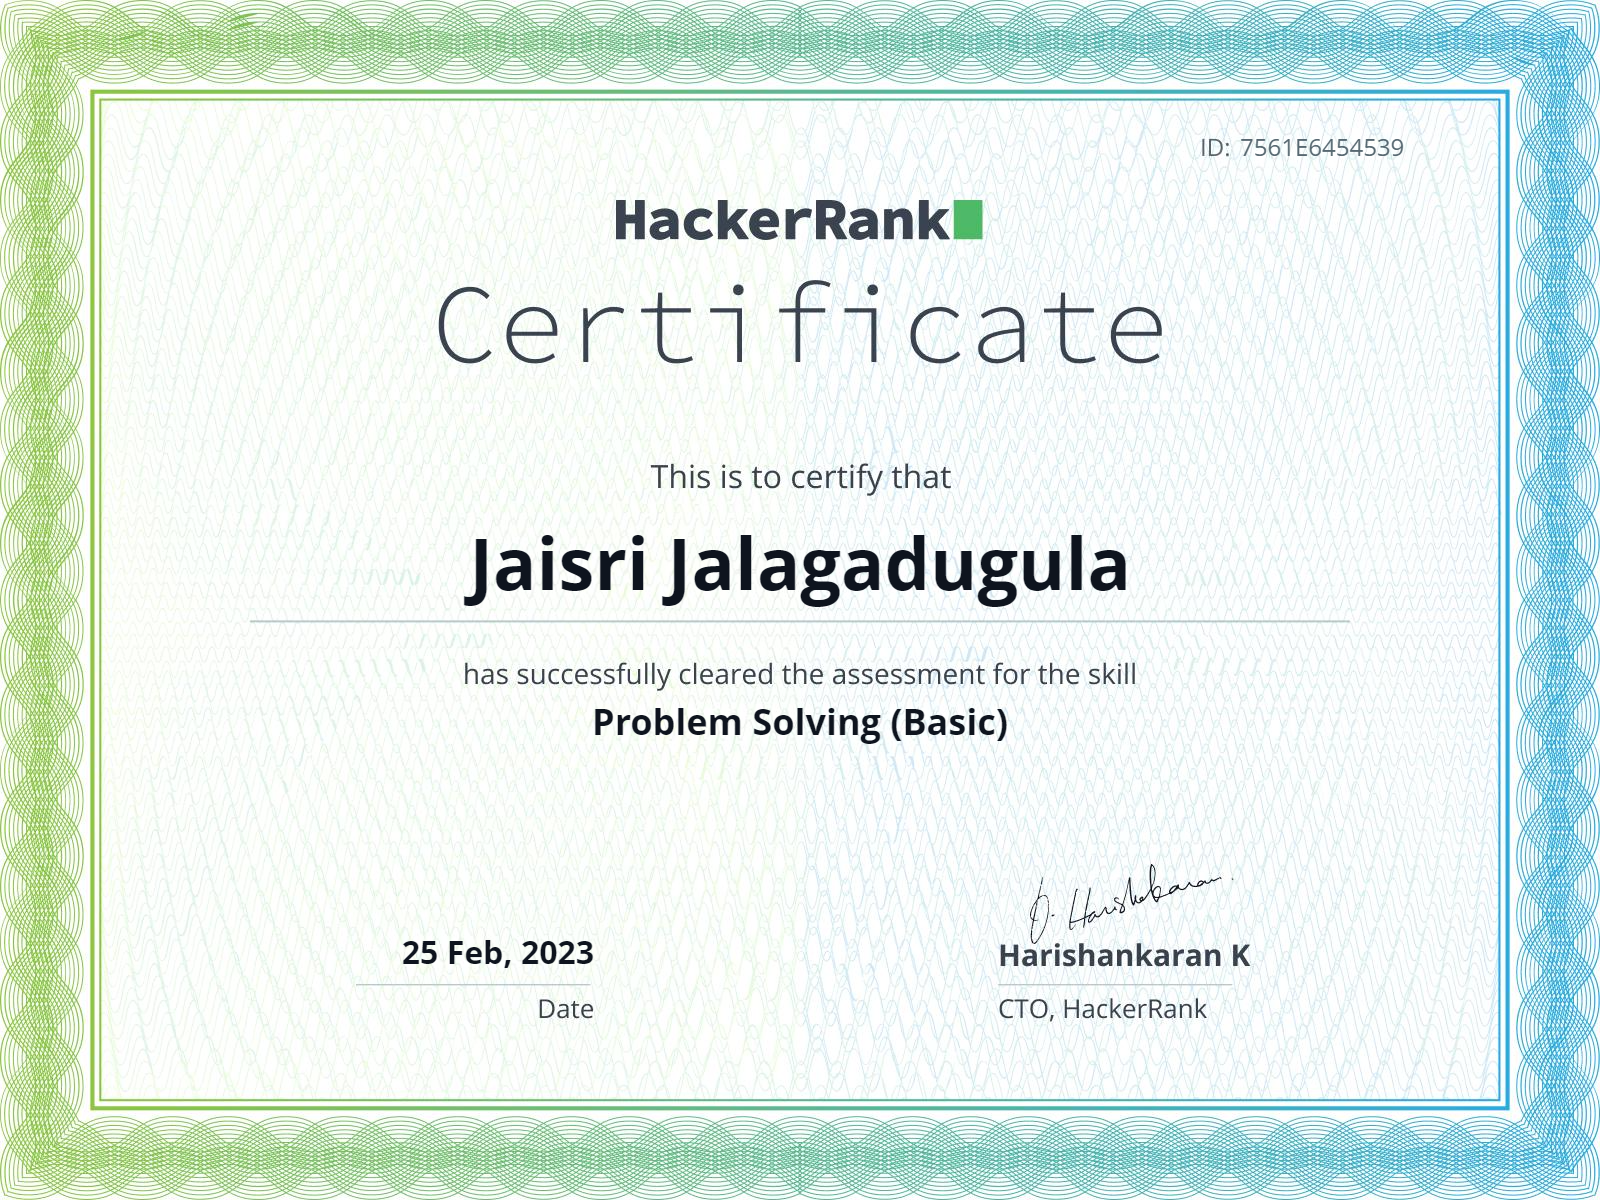 ID: 7561E6454539
HackerRank
Certificate
This is to certify that
Jaisri Jalagadugula
has successfully cleared the assessment for the skill
Problem Solving (Basic)
25 Feb, 2023
Date
Harishankaran K
CTO, HackerRank